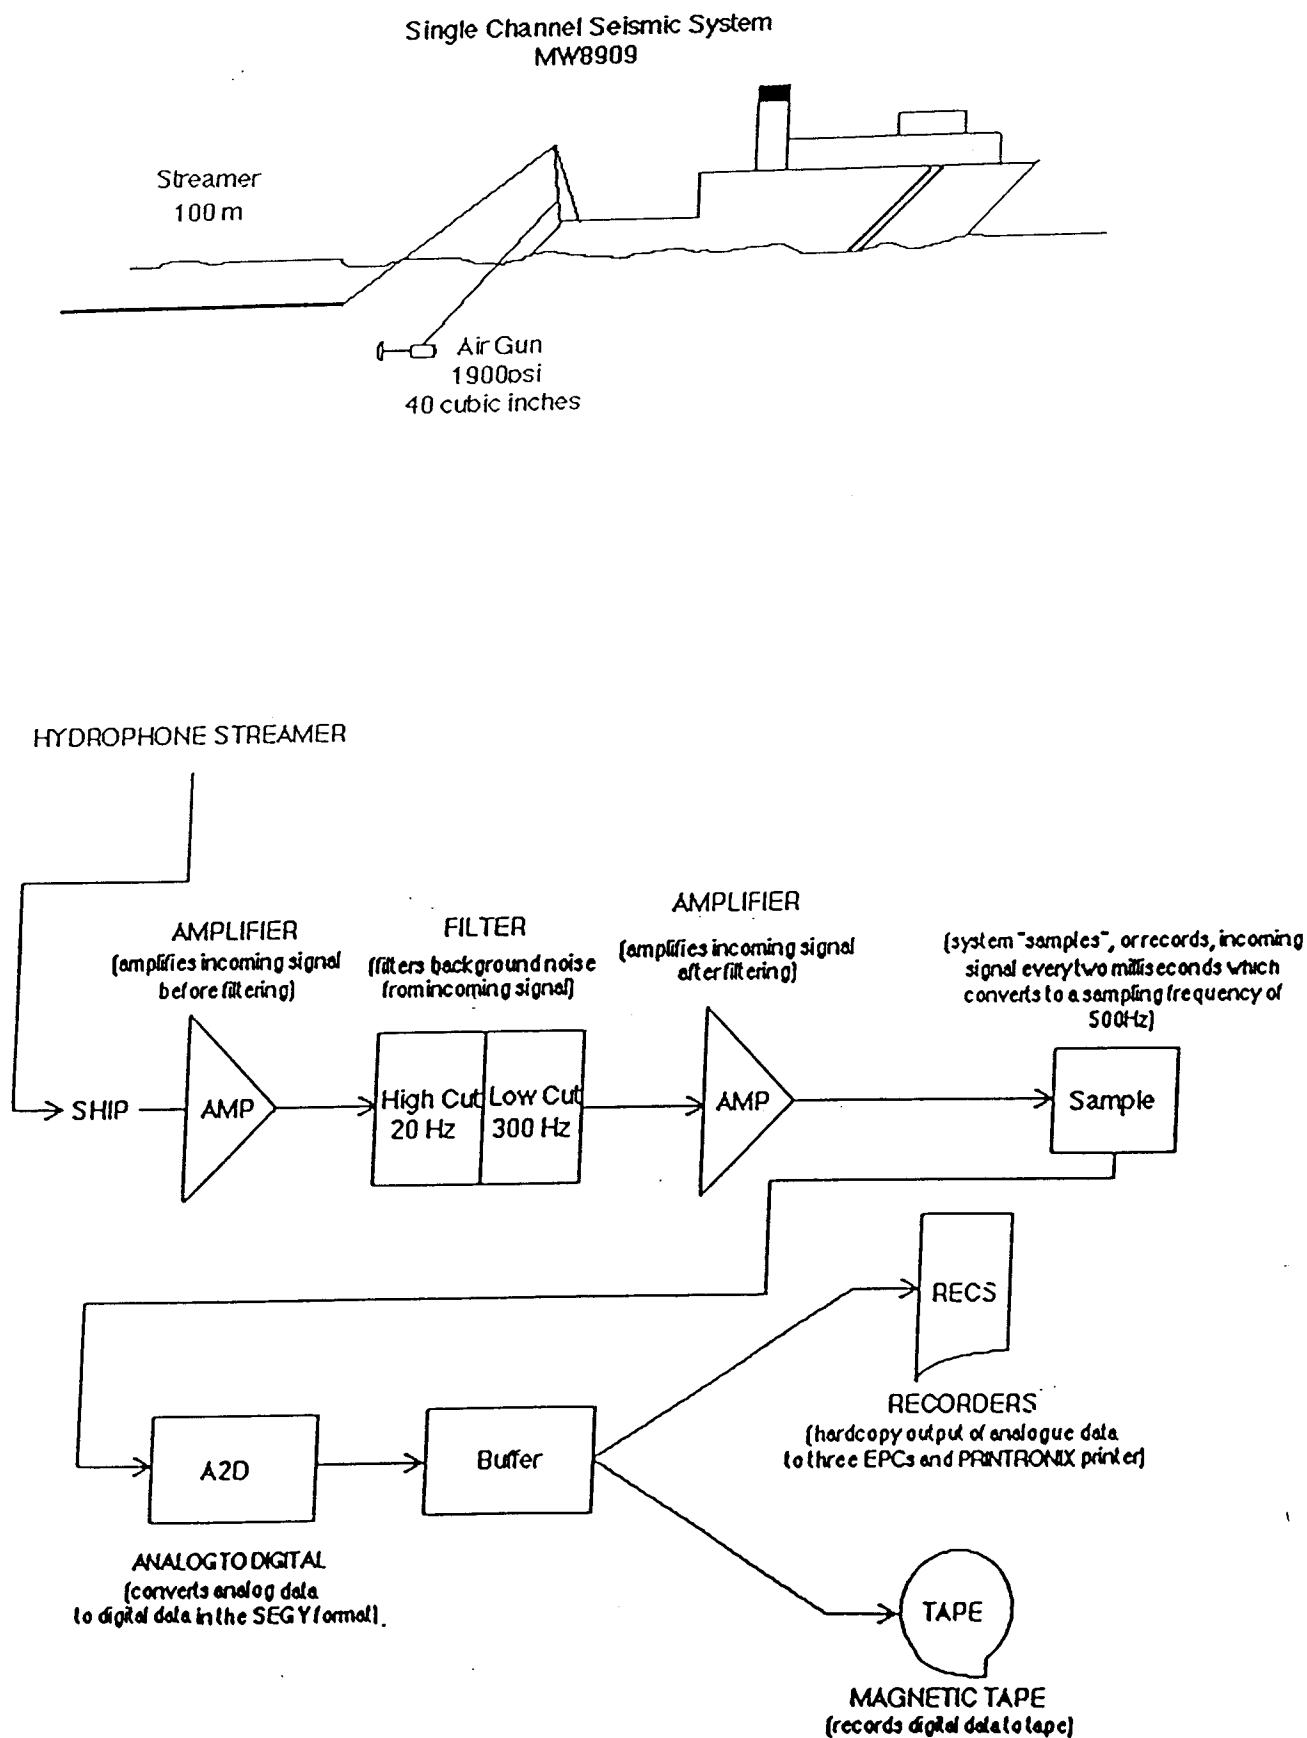 Single Channel Seismic System
MW8909
Streamer
100 m
Air Gun
1900psi
40 cubic inches
HYDROPHONE STREAMER
AMPLIFIER
(amplifies incoming signal
before filtering)
FILTER
(filters background noise
from incoming signal)
AMPLIFIER
(amplifies incoming signal
after filtering)
(system "samples", or records, incoming
signal every two milliseconds which
converts to a sampling frequency of
500Hz)
SHIP
AMP
High Cut
20 Hz
Low Cut
300 Hz
AMP
Sample
RECS
RECORDERS
(hardcopy output of analogue data
to three EPCs and PRINTRONIX printer)
A2D
Buffer
ANALOG TO DIGITAL
(converts analog data
to digital data in the SEGY format).
TAPE
MAGNETIC TAPE
(records digital data to tape)